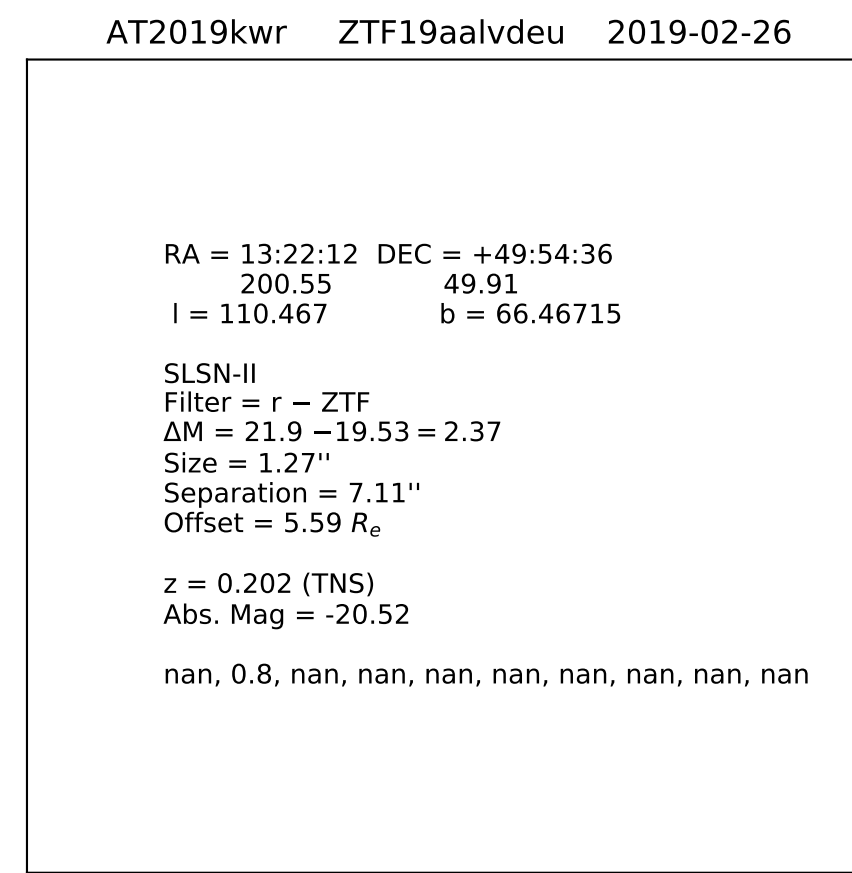 AT2019kwr ZTF19aalvdeu 2019-02-26
RA = 13:22:12 DEC = +49:54:36
200.55 49.91
l = 110.467 b = 66.46715
SLSN-II
Filter = r − ZTF
ΔM = 21.9 −19.53 = 2.37
Size = 1.27''
Separation = 7.11''
Offset = 5.59 Re
z = 0.202 (TNS)
Abs. Mag = -20.52
nan, 0.8, nan, nan, nan, nan, nan, nan, nan, nan